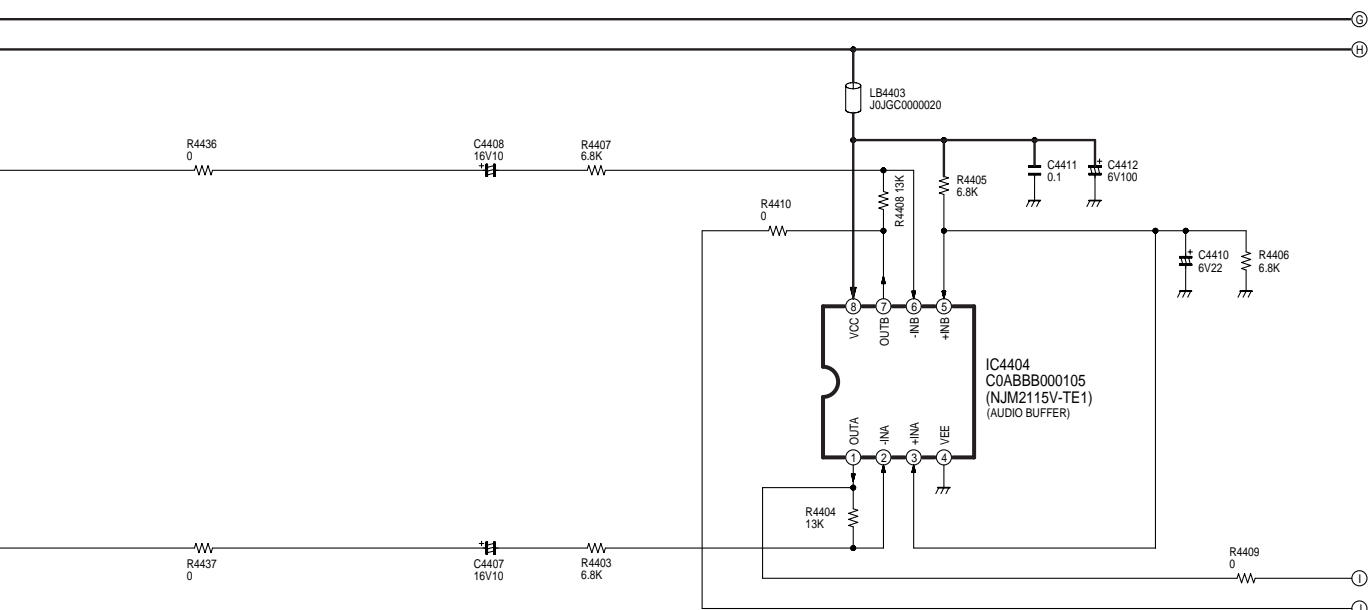 G
H
LB4403
J0JGC0000020
R4436
0
C4408
16V10
R4407
6.8K
R4408 13K
R4405
6.8K
C4411
0.1
C4412
6V100
R4410
0
C4410
6V22
R4406
6.8K
8
7
6
5
VCC
OUTB
-INB
+INB
IC4404
C0ABBB000105
(NJM2115V-TE1)
(AUDIO BUFFER)
OUTA
-INA
+INA
VEE
1
2
3
4
R4404
13K
R4437
0
C4407
16V10
R4403
6.8K
R4409
0
I